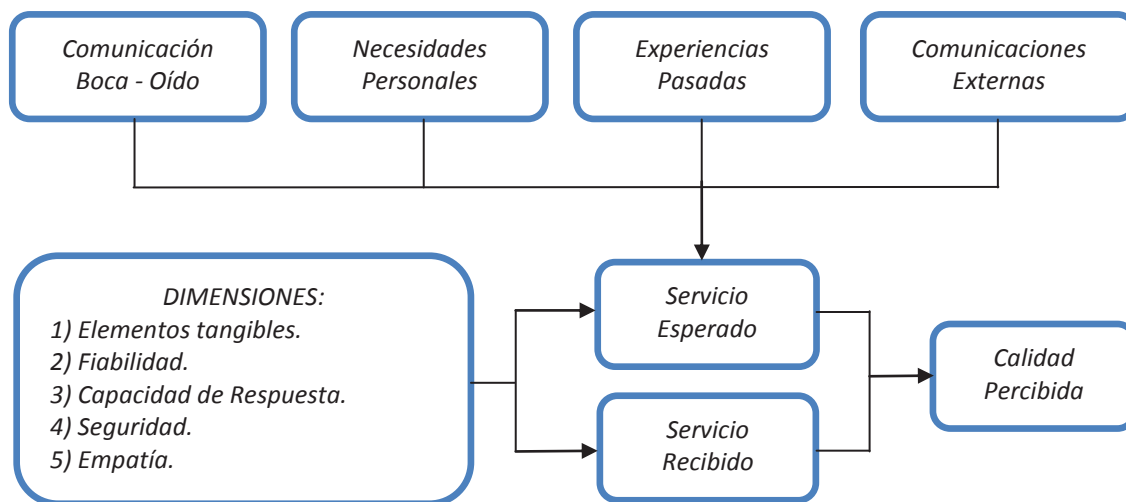 Comunicación
Boca - Oído
Necesidades
Personales
Experiencias
Pasadas
Comunicaciones
Externas
DIMENSIONES:
1) Elementos tangibles.
2) Fiabilidad.
3) Capacidad de Respuesta.
4) Seguridad.
5) Empatía.
Servicio
Esperado
Servicio
Recibido
Calidad
Percibida